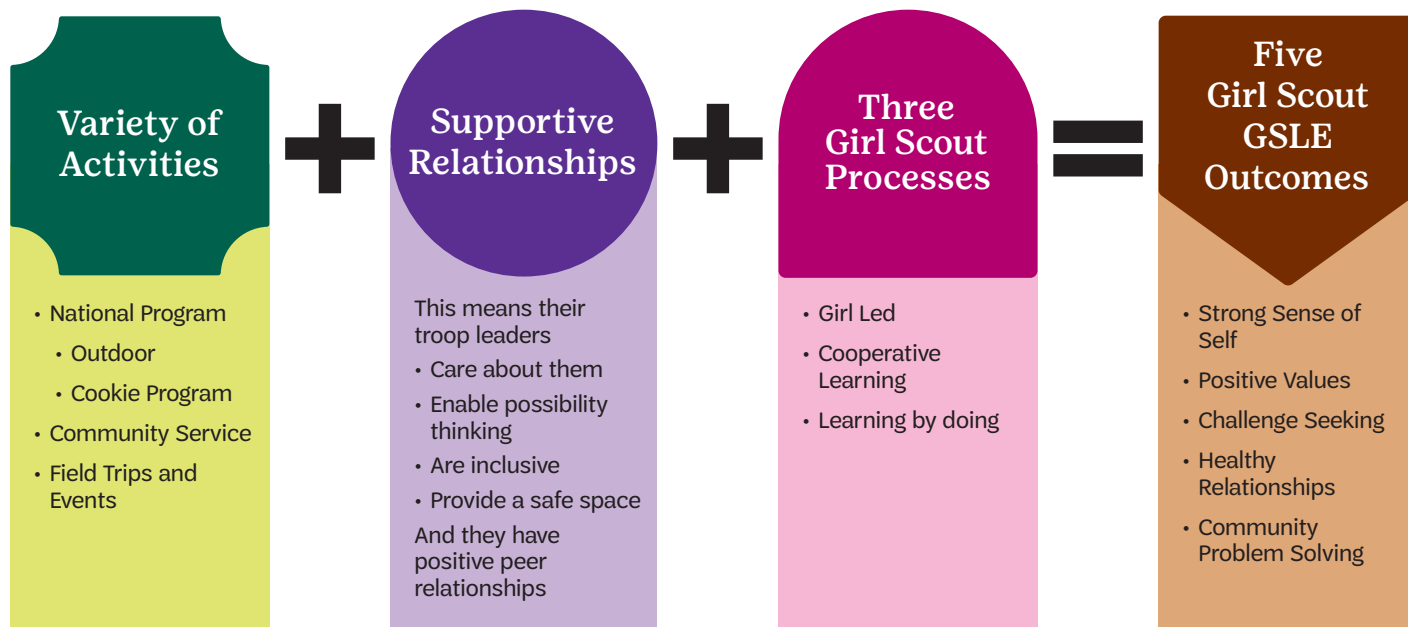 Variety of
Activities
• National Program
• Outdoor
• Cookie Program
• Community Service
• Field Trips and
Events
+
Supportive
Relationships
This means their
troop leaders
• Care about them
• Enable possibility
thinking
• Are inclusive
• Provide a safe space
And they have
positive peer
relationships
+
Three
Girl Scout
Processes
• Girl Led
• Cooperative
Learning
• Learning by doing
=
Five
Girl Scout
GSLE
Outcomes
• Strong Sense of
Self
• Positive Values
• Challenge Seeking
• Healthy
Relationships
• Community
Problem Solving